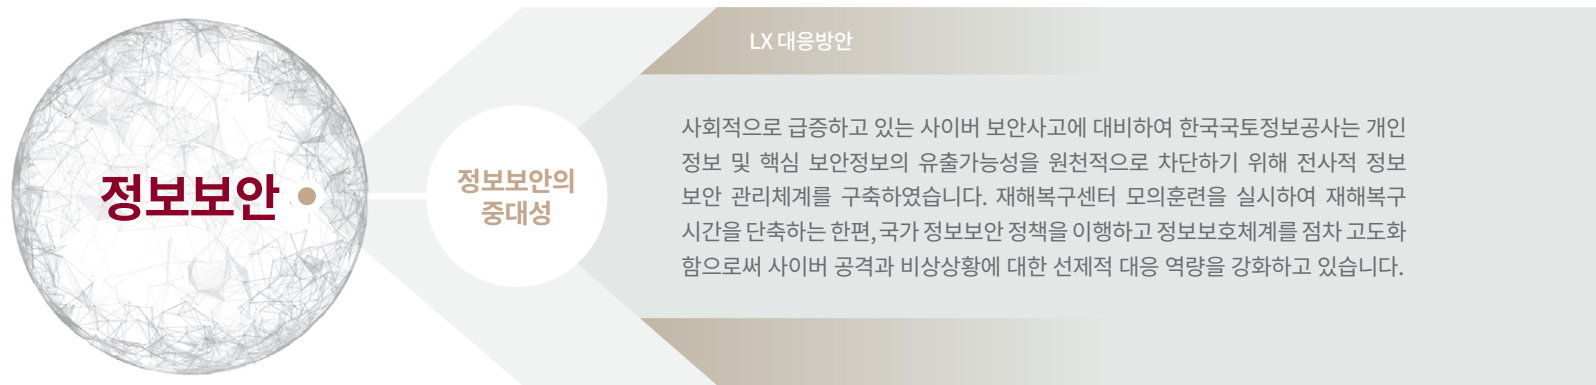 정보보안
정보보안의
중대성
LX 대응방안
사회적으로 급증하고 있는 사이버 보안사고에 대비하여 한국국토정보공사는 개인
정보 및 핵심 보안정보의 유출가능성을 원천적으로 차단하기 위해 전사적 정보
보안 관리체계를 구축하였습니다. 재해복구센터 모의훈련을 실시하여 재해복구
시간을 단축하는 한편, 국가 정보보안 정책을 이행하고 정보보호체계를 점차 고도화
함으로써 사이버 공격과 비상상황에 대한 선제적 대응 역량을 강화하고 있습니다.